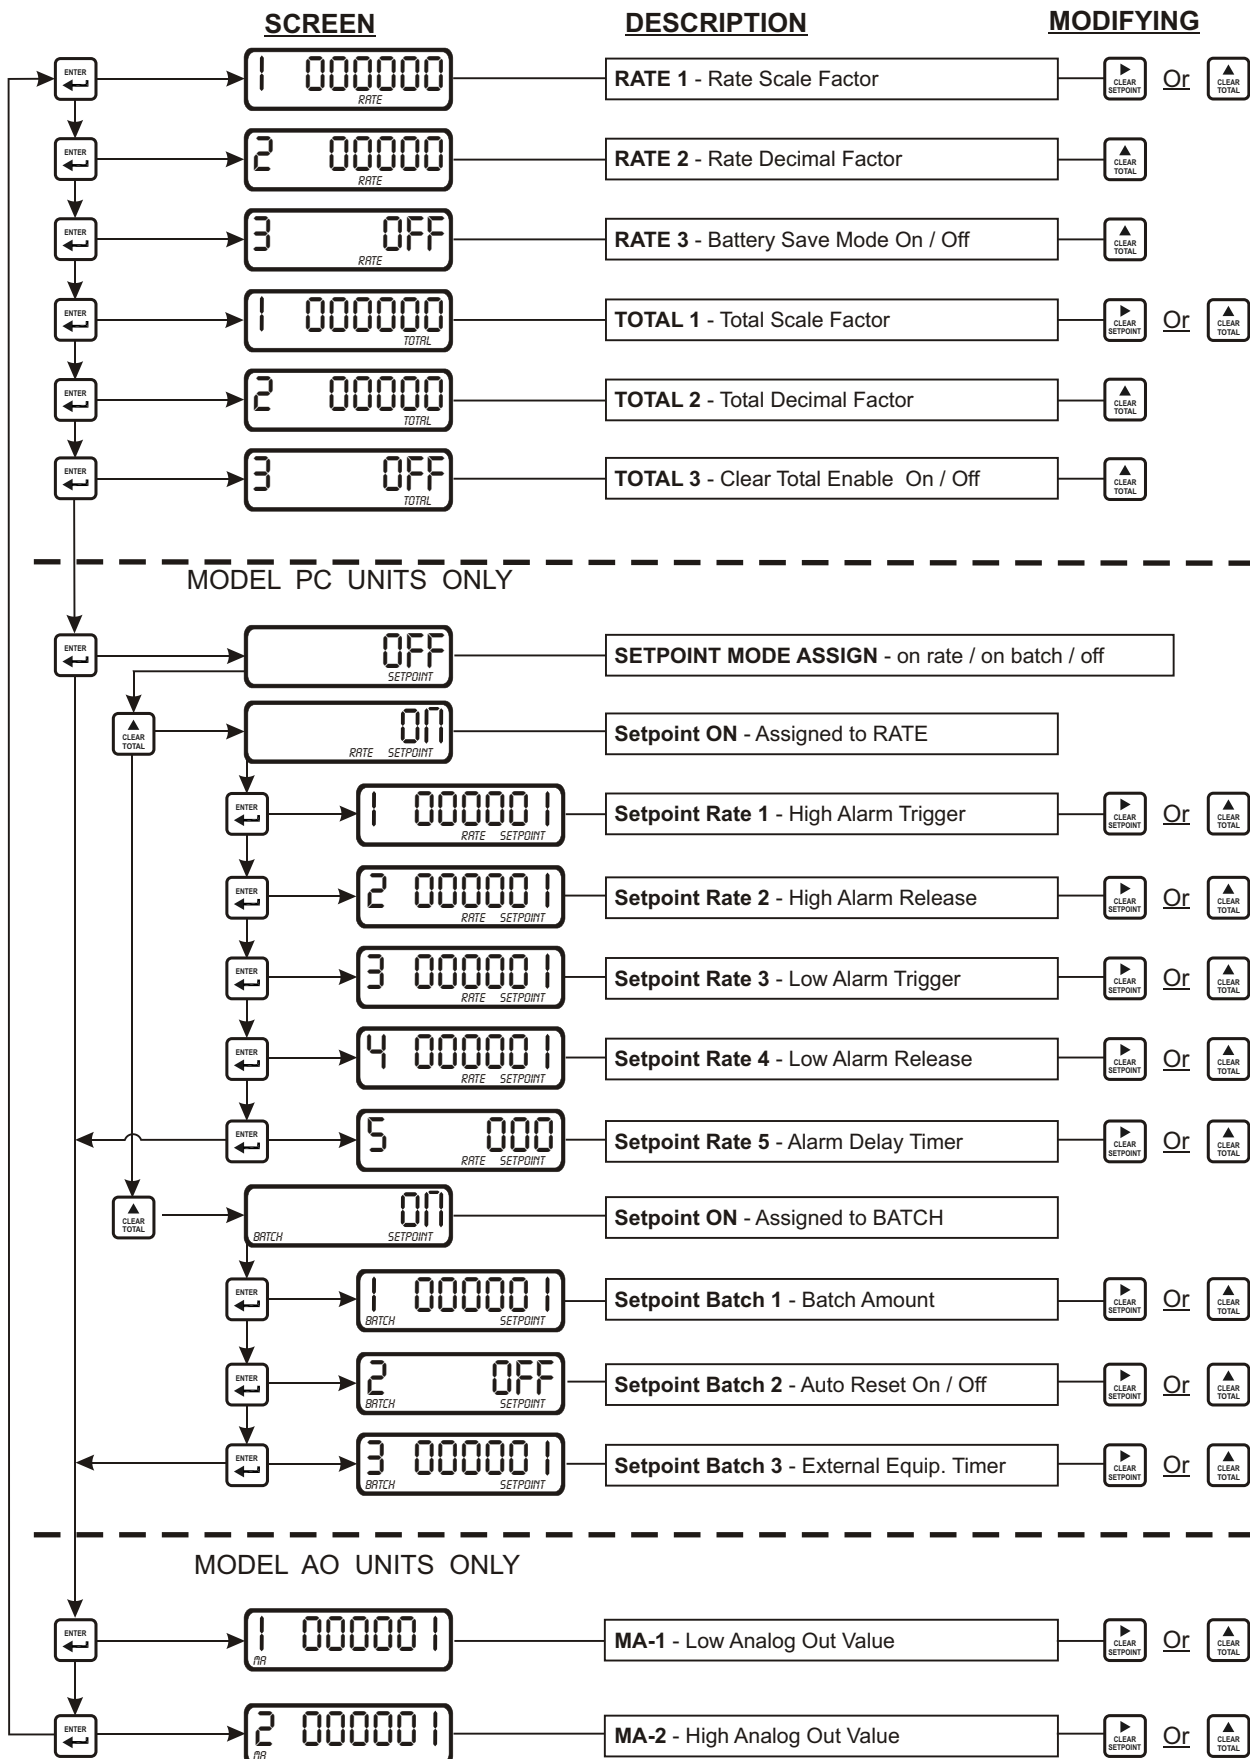 SCREEN DESCRIPTION MODIFYING
ENTER 1 000000 RATE RATE 1 - Rate Scale Factor CLEAR SETPOINT Or CLEAR TOTAL
ENTER 2 00000 RATE RATE 2 - Rate Decimal Factor CLEAR TOTAL
ENTER 3 OFF RATE RATE 3 - Battery Save Mode On / Off CLEAR TOTAL
ENTER 1 000000 TOTAL TOTAL 1 - Total Scale Factor CLEAR SETPOINT Or CLEAR TOTAL
ENTER 2 00000 TOTAL TOTAL 2 - Total Decimal Factor CLEAR TOTAL
ENTER 3 OFF TOTAL TOTAL 3 - Clear Total Enable On / Off CLEAR TOTAL
MODEL PC UNITS ONLY
ENTER OFF SETPOINT SETPOINT MODE ASSIGN - on rate / on batch / off
CLEAR TOTAL ON RATE SETPOINT Setpoint ON - Assigned to RATE
ENTER 1 000001 RATE SETPOINT Setpoint Rate 1 - High Alarm Trigger CLEAR SETPOINT Or CLEAR TOTAL
ENTER 2 000001 RATE SETPOINT Setpoint Rate 2 - High Alarm Release CLEAR SETPOINT Or CLEAR TOTAL
ENTER 3 000001 RATE SETPOINT Setpoint Rate 3 - Low Alarm Trigger CLEAR SETPOINT Or CLEAR TOTAL
ENTER 4 000001 RATE SETPOINT Setpoint Rate 4 - Low Alarm Release CLEAR SETPOINT Or CLEAR TOTAL
ENTER 5 000 RATE SETPOINT Setpoint Rate 5 - Alarm Delay Timer CLEAR SETPOINT Or CLEAR TOTAL
CLEAR TOTAL ON BATCH SETPOINT Setpoint ON - Assigned to BATCH
ENTER 1 000001 BATCH SETPOINT Setpoint Batch 1 - Batch Amount CLEAR SETPOINT Or CLEAR TOTAL
ENTER 2 OFF BATCH SETPOINT Setpoint Batch 2 - Auto Reset On / Off CLEAR SETPOINT Or CLEAR TOTAL
ENTER 3 000001 BATCH SETPOINT Setpoint Batch 3 - External Equip. Timer CLEAR SETPOINT Or CLEAR TOTAL
MODEL AO UNITS ONLY
ENTER 1 000001 MA MA-1 - Low Analog Out Value CLEAR SETPOINT Or CLEAR TOTAL
ENTER 2 000001 MA MA-2 - High Analog Out Value CLEAR SETPOINT Or CLEAR TOTAL